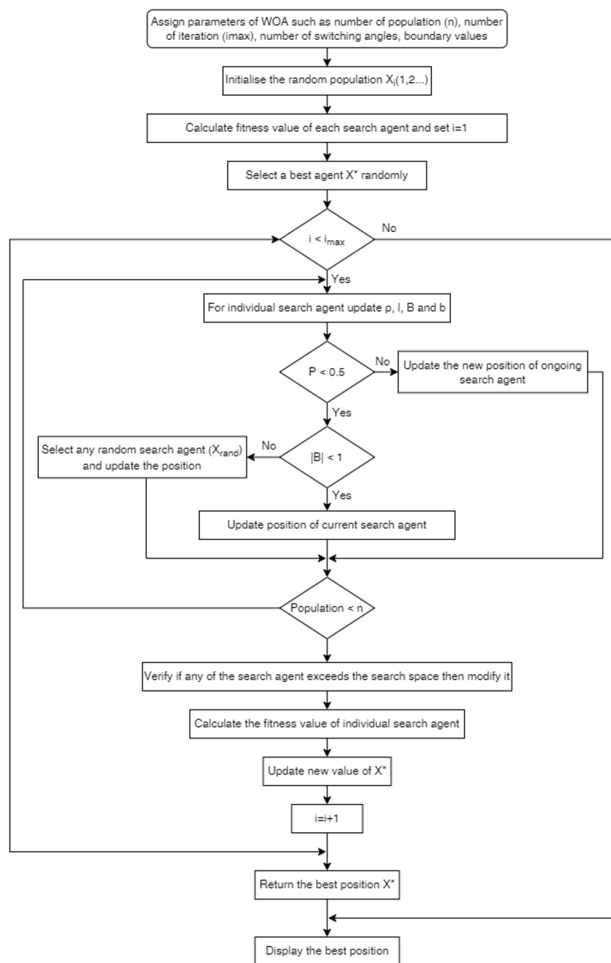 Assign parameters of WOA such as number of population (n), number
of iteration (imax), number of switching angles, boundary values
Initialise the random population Xi(1,2...)
Calculate fitness value of each search agent and set i=1
Select a best agent X* randomly
i < imax
No
Yes
For individual search agent update p, l, B and b
P < 0.5
No
Update the new position of ongoing
search agent
Yes
Select any random search agent (Xrand)
and update the position
No
|B| < 1
Yes
Update position of current search agent
Population < n
Verify if any of the search agent exceeds the search space then modify it
Calculate the fitness value of individual search agent
Update new value of X*
i=i+1
Return the best position X*
Display the best position